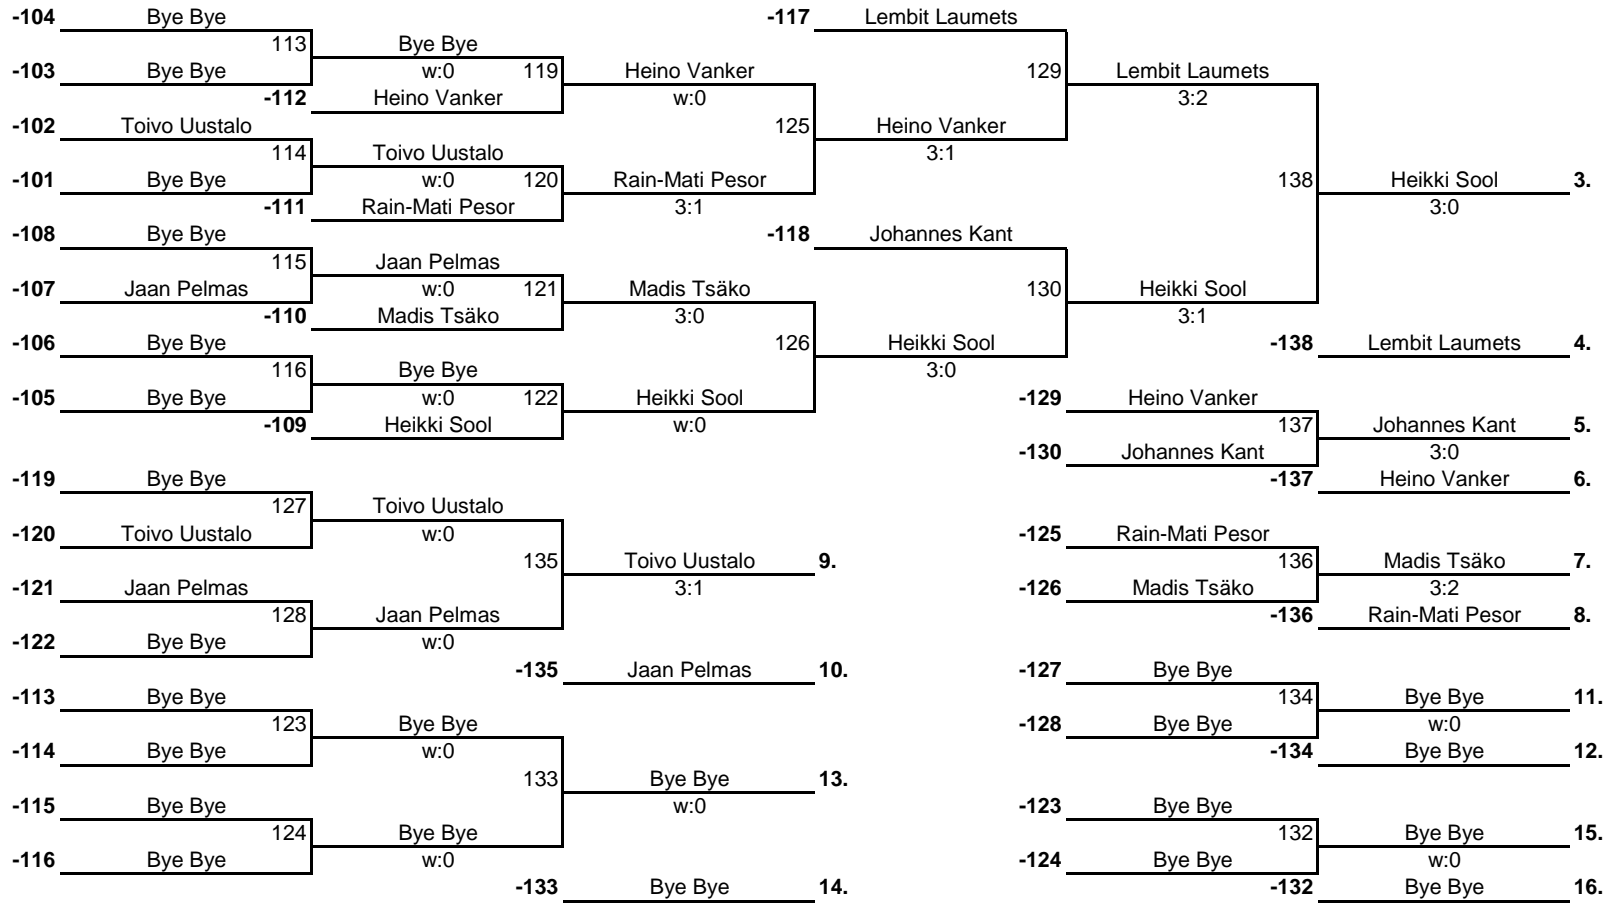 -104 Bye Bye -117 Lembit Laumets
113 Bye Bye
-103 Bye Bye w:0 119 Heino Vanker 129 Lembit Laumets
-112 Heino Vanker w:0 3:2
-102 Toivo Uustalo 125 Heino Vanker
114 Toivo Uustalo 3:1
-101 Bye Bye w:0 120 Rain-Mati Pesor 138 Heikki Sool 3.
-111 Rain-Mati Pesor 3:1 3:0
-108 Bye Bye -118 Johannes Kant
115 Jaan Pelmas
-107 Jaan Pelmas w:0 121 Madis Tsäko 130 Heikki Sool
-110 Madis Tsäko 3:0 3:1
-106 Bye Bye 126 Heikki Sool -138 Lembit Laumets 4.
116 Bye Bye 3:0
-105 Bye Bye w:0 122 Heikki Sool -129 Heino Vanker
-109 Heikki Sool w:0 137 Johannes Kant 5.
-130 Johannes Kant 3:0
-119 Bye Bye -137 Heino Vanker 6.
127 Toivo Uustalo
-120 Toivo Uustalo w:0 -125 Rain-Mati Pesor
135 Toivo Uustalo 9. 136 Madis Tsäko 7.
-121 Jaan Pelmas 3:1 -126 Madis Tsäko 3:2
128 Jaan Pelmas -136 Rain-Mati Pesor 8.
-122 Bye Bye w:0
-135 Jaan Pelmas 10. -127 Bye Bye
-113 Bye Bye 134 Bye Bye 11.
123 Bye Bye -128 Bye Bye w:0
-114 Bye Bye w:0 -134 Bye Bye 12.
133 Bye Bye 13.
-115 Bye Bye w:0 -123 Bye Bye
124 Bye Bye 132 Bye Bye 15.
-116 Bye Bye w:0 -124 Bye Bye w:0
-133 Bye Bye 14. -132 Bye Bye 16.